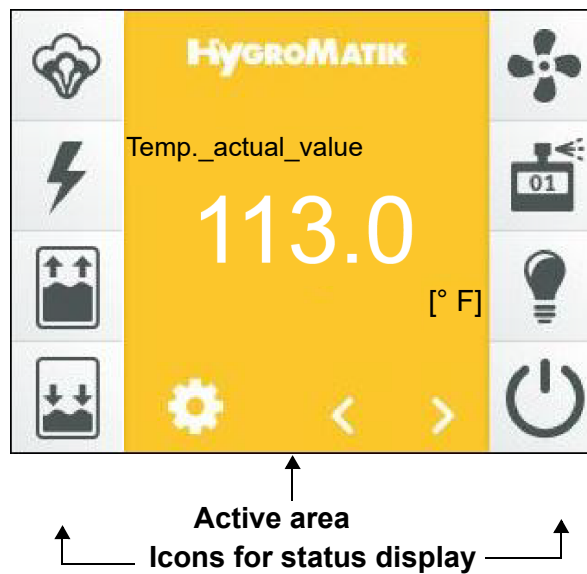 HYGROMATIK
Temp._actual_value
01
113.0
[° F]
Active area
Icons for status display